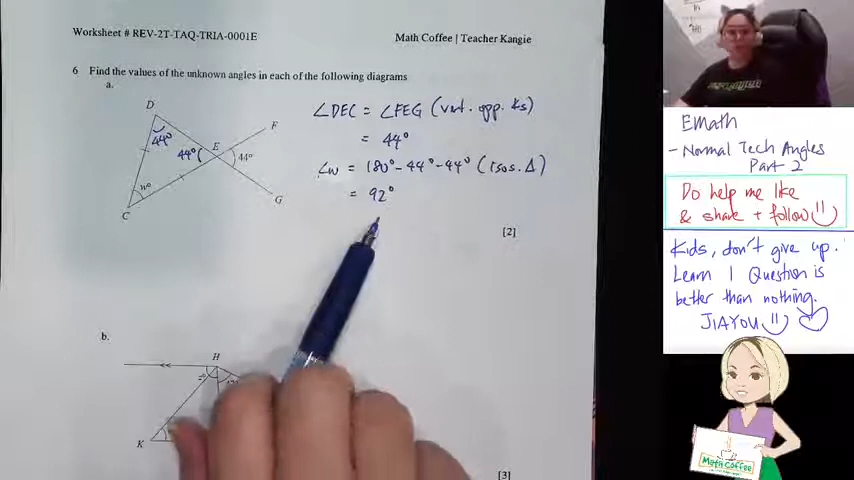 Worksheet # REV-2T-TAQ-TRIA-0001E
Math Coffee | Teacher Kangie
6 Find the values of the unknown angles in each of the following diagrams
a.
D
44°
E
F
44°
44°
w°
C
G
∠DEC = ∠FEG (vert. opp. ∠s)
= 44°
∠w = 180° - 44° - 44° (isos. Δ)
= 92°
[2]
b.
H
K
[3]
EMath
- Normal Tech Angles
Part 2
Do help me like
& share + follow
Kids, don't give up.
Learn 1 Question is
better than nothing.
JIAYOU
Math Coffee